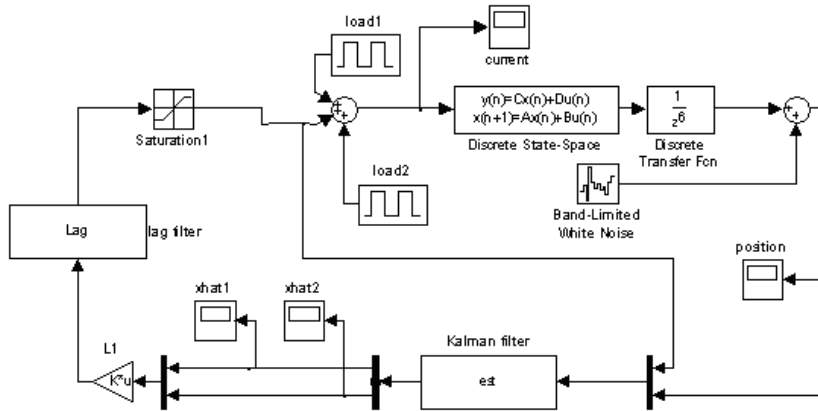 load1
current
y(n)=Cx(n)+Du(n)
x(n+1)=Ax(n)+Bu(n)
Discrete State-Space
1
z6
Discrete
Transfer Fcn
Saturation1
load2
Band-Limited
White Noise
Lag
lag filter
position
xhat1
xhat2
Kalman filter
L1
K*u
est